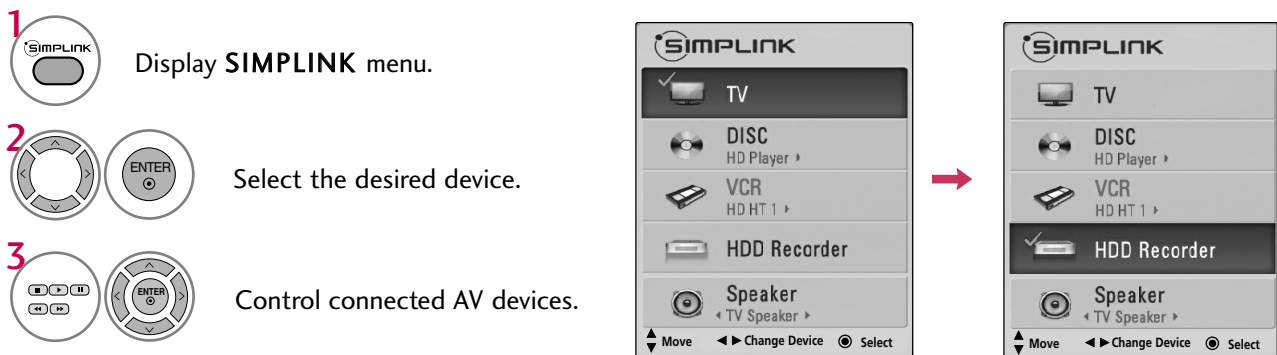 1
SIMPLINK
Display SIMPLINK menu.
2
ENTER
Select the desired device.
3
ENTER
Control connected AV devices.
SIMPLINK
TV
DISC
HD Player
VCR
HD HT 1
HDD Recorder
Speaker
TV Speaker
Move Change Device Select
SIMPLINK
TV
DISC
HD Player
VCR
HD HT 1
HDD Recorder
Speaker
TV Speaker
Move Change Device Select